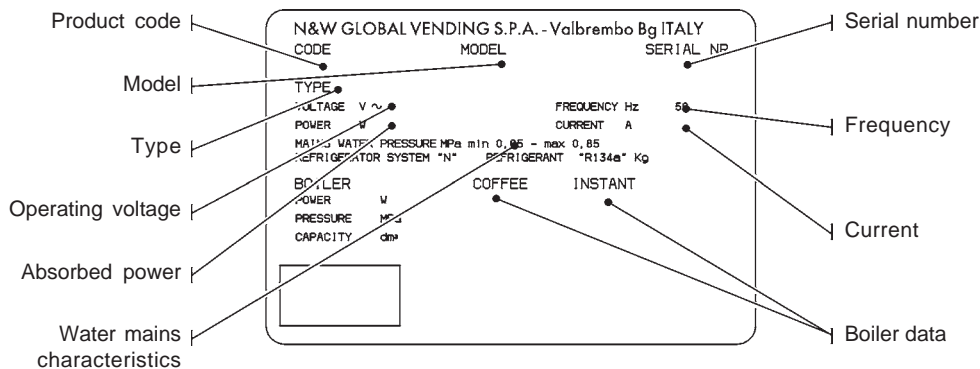 Product code
Model
Type
Operating voltage
Absorbed power
Water mains
characteristics
N&W GLOBAL VENDING S.P.A. - Valbrembo Bg ITALY
CODE MODEL SERIAL NR
TYPE
VOLTAGE V ~ FREQUENCY Hz 50
POWER W CURRENT A
MAINS WATER PRESSURE MPa min 0,05 - max 0,85
REFRIGERATOR SYSTEM "N" REFRIGERANT "R134a" Kg
BOILER COFFEE INSTANT
POWER W
PRESSURE MPa
CAPACITY dm³
Serial number
Frequency
Current
Boiler data